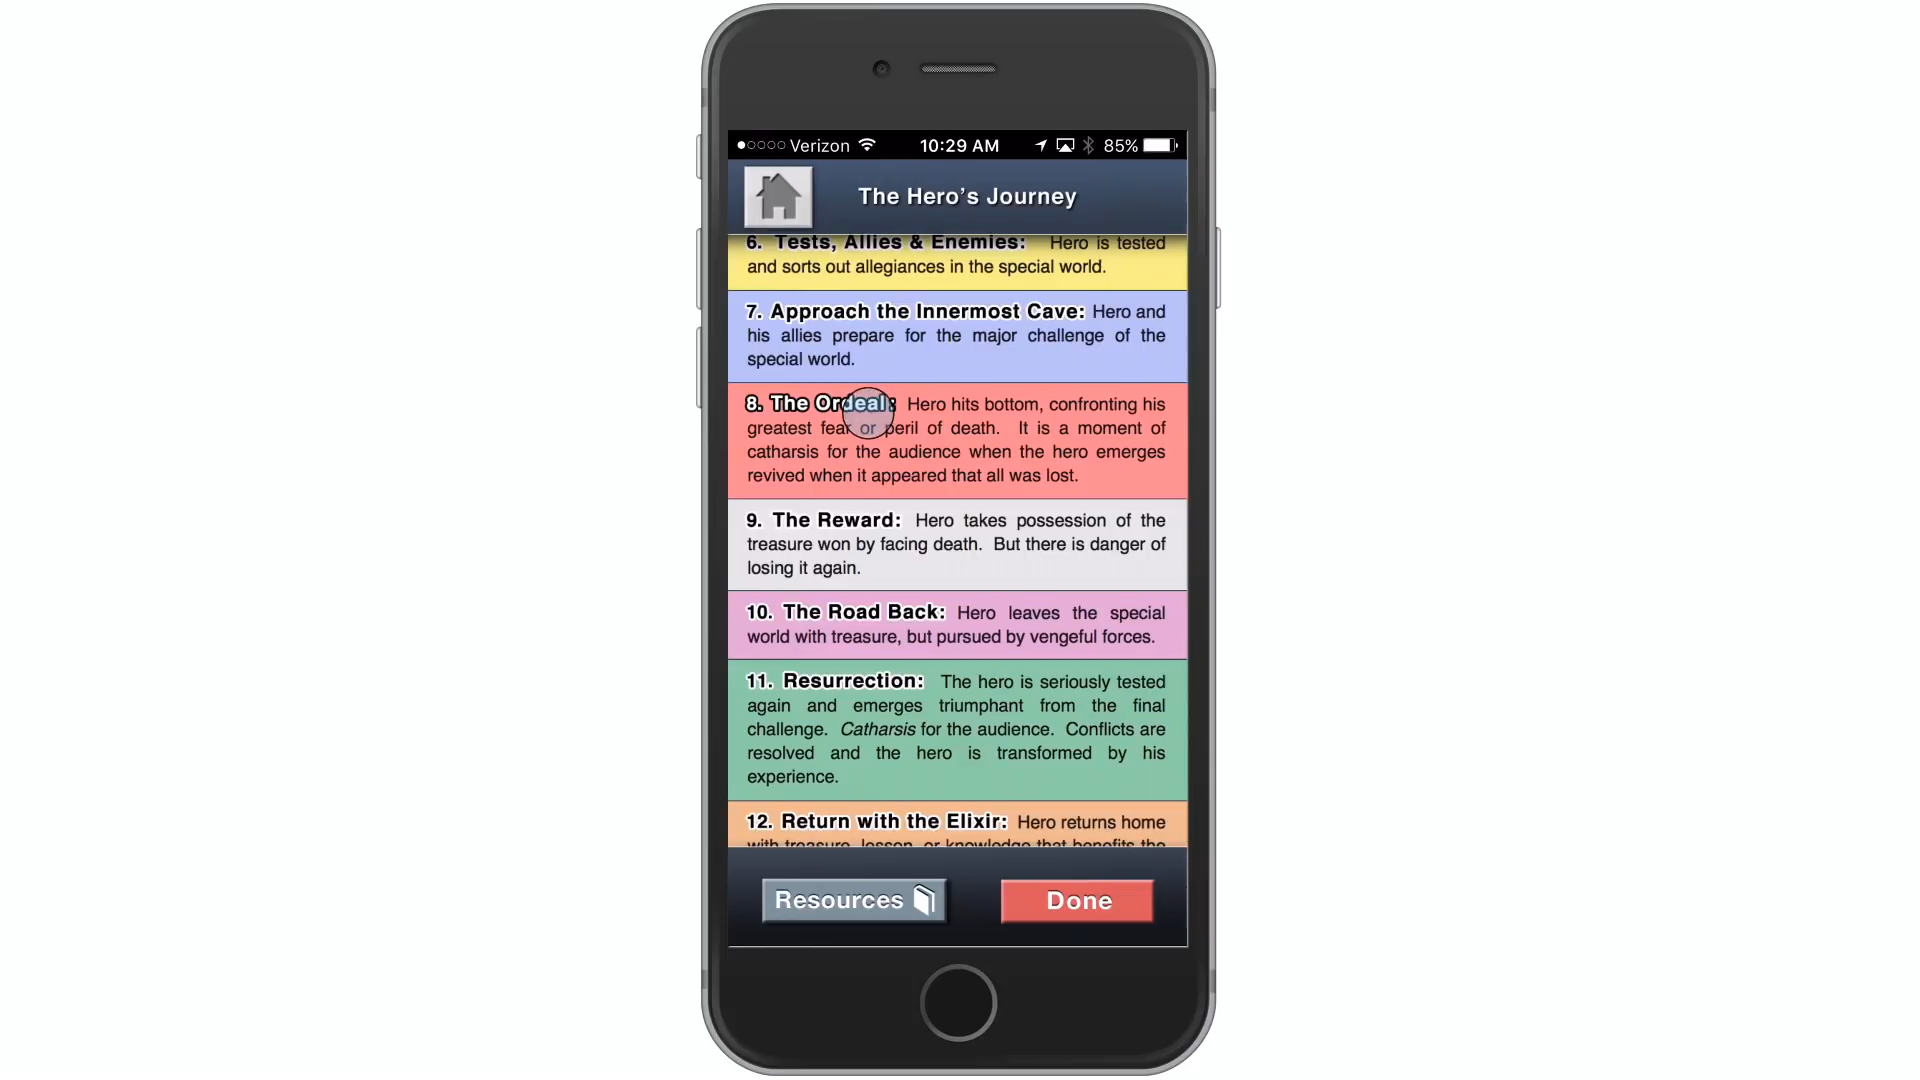 Verizon 10:29 AM 85%
The Hero's Journey
6. Tests, Allies & Enemies: Hero is tested
and sorts out allegiances in the special world.
7. Approach the Innermost Cave: Hero and
his allies prepare for the major challenge of the
special world.
8. The Ordeal: Hero hits bottom, confronting his
greatest fear or peril of death. It is a moment of
catharsis for the audience when the hero emerges
revived when it appeared that all was lost.
9. The Reward: Hero takes possession of the
treasure won by facing death. But there is danger of
losing it again.
10. The Road Back: Hero leaves the special
world with treasure, but pursued by vengeful forces.
11. Resurrection: The hero is seriously tested
again and emerges triumphant from the final
challenge. Catharsis for the audience. Conflicts are
resolved and the hero is transformed by his
experience.
12. Return with the Elixir: Hero returns home
with treasure, lesson, or knowledge that benefits the
Resources Done